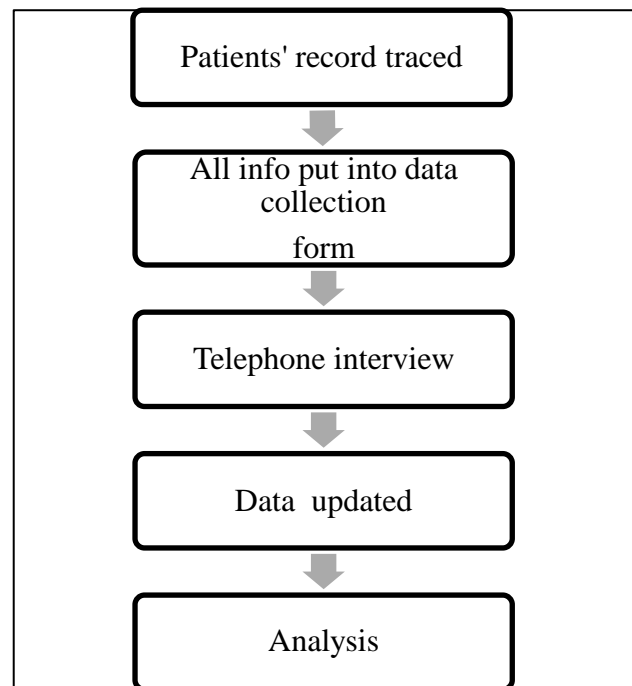 Patients' record traced
All info put into data
collection
form
Telephone interview
Data  updated
Analysis